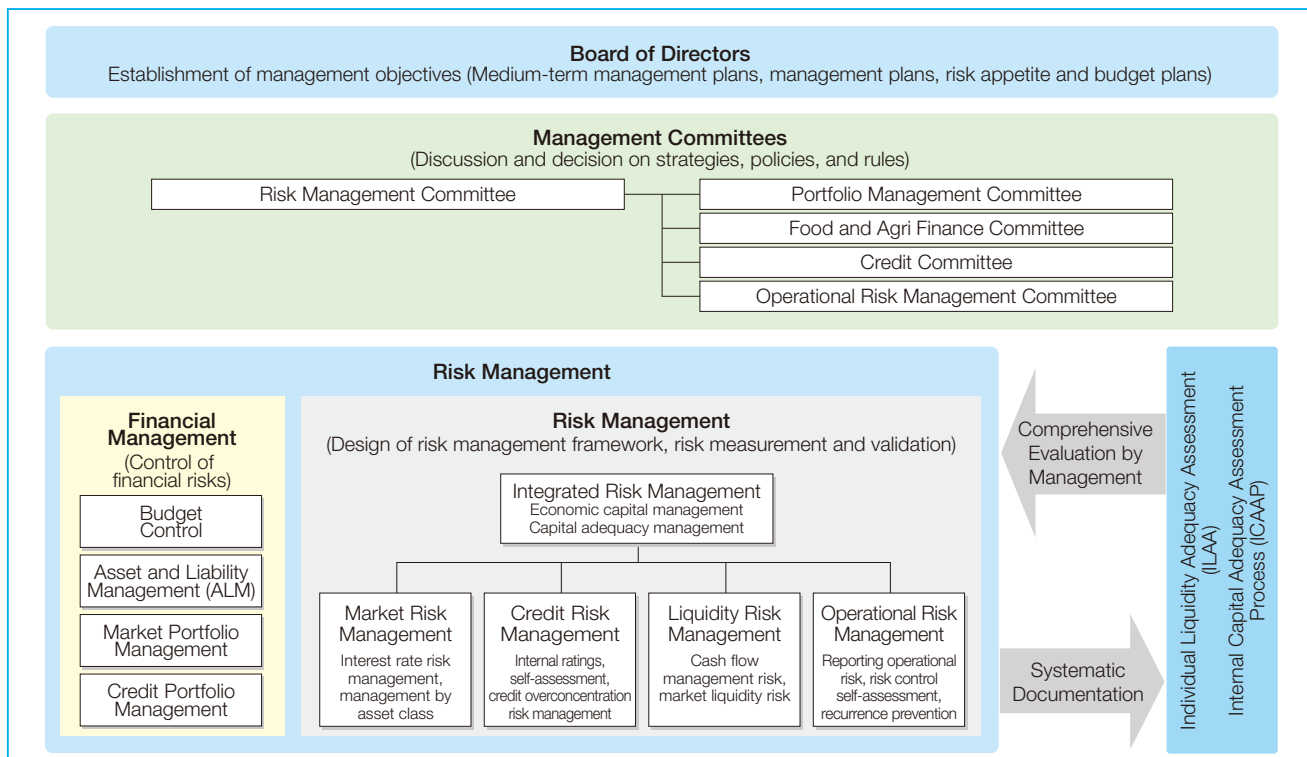 Board of Directors
Establishment of management objectives (Medium-term management plans, management plans, risk appetite and budget plans)
Management Committees
(Discussion and decision on strategies, policies, and rules)
Risk Management Committee
Portfolio Management Committee
Food and Agri Finance Committee
Credit Committee
Operational Risk Management Committee
Risk Management
Financial
Management
(Control of
financial risks)
Budget
Control
Asset and Liability
Management (ALM)
Market Portfolio
Management
Credit Portfolio
Management
Risk Management
(Design of risk management framework, risk measurement and validation)
Integrated Risk Management
Economic capital management
Capital adequacy management
Market Risk
Management
Interest rate risk
management,
management by
asset class
Credit Risk
Management
Internal ratings,
self-assessment,
credit overconcentration
risk management
Liquidity Risk
Management
Cash flow
management risk,
market liquidity risk
Operational Risk
Management
Reporting operational
risk, risk control
self-assessment,
recurrence prevention
Comprehensive
Evaluation by
Management
Systematic
Documentation
Individual Liquidity Adequacy Assessment
(ILAA)
Internal Capital Adequacy Assessment
Process (ICAAP)